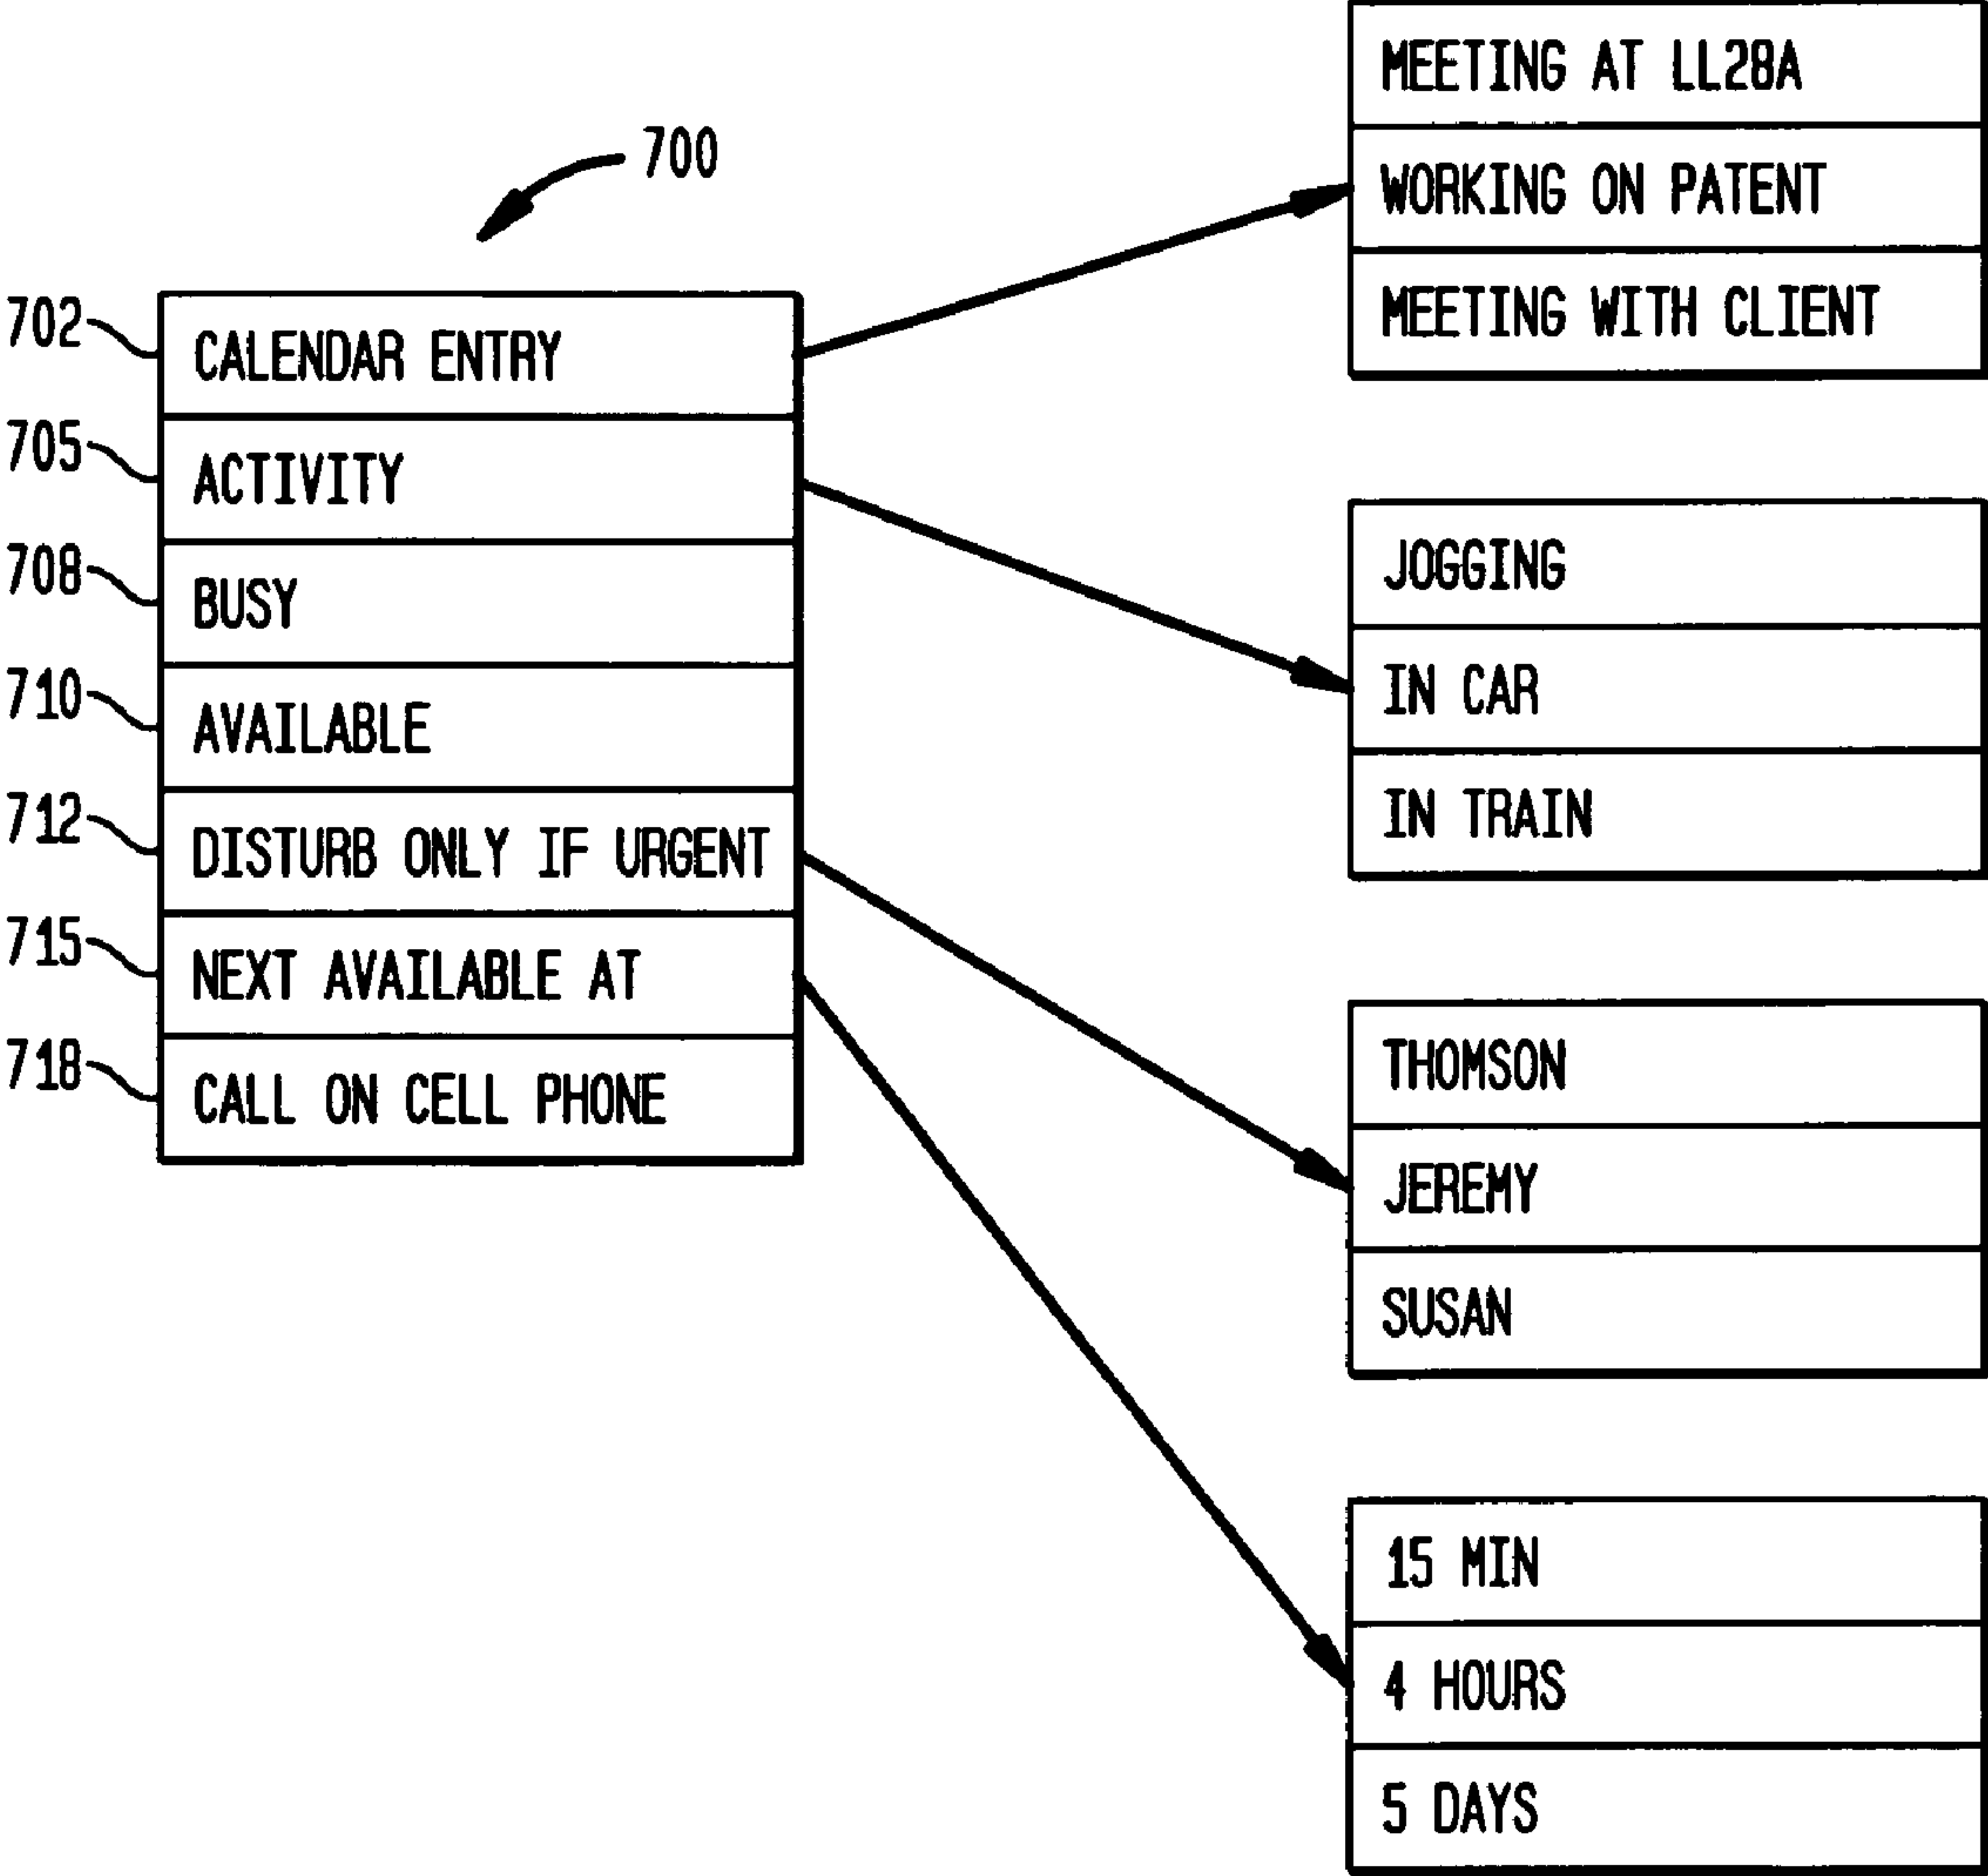 700
702 CALENDAR ENTRY
705 ACTIVITY
708 BUSY
710 AVAILABLE
712 DISTURB ONLY IF URGENT
715 NEXT AVAILABLE AT
718 CALL ON CELL PHONE
MEETING AT LL28A
WORKING ON PATENT
MEETING WITH CLIENT
JOGGING
IN CAR
IN TRAIN
THOMSON
JEREMY
SUSAN
15 MIN
4 HOURS
5 DAYS